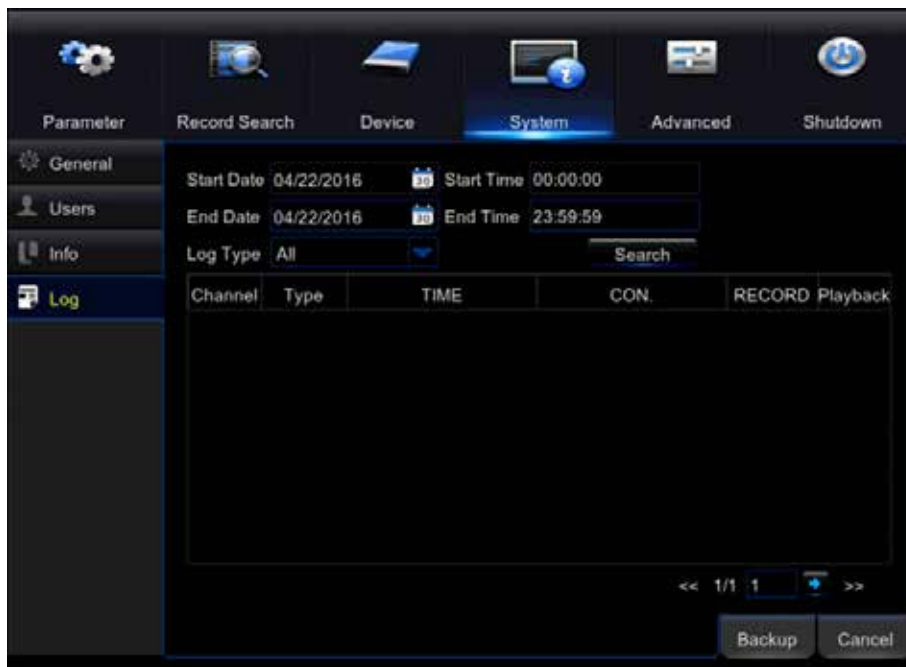 Parameter Record Search Device System Advanced Shutdown
General
Users
Info
Log
Start Date 04/22/2016 30 Start Time 00:00:00
End Date 04/22/2016 30 End Time 23:59:59
Log Type All Search
Channel Type TIME CON. RECORD Playback
<< 1/1 1 >>
Backup Cancel